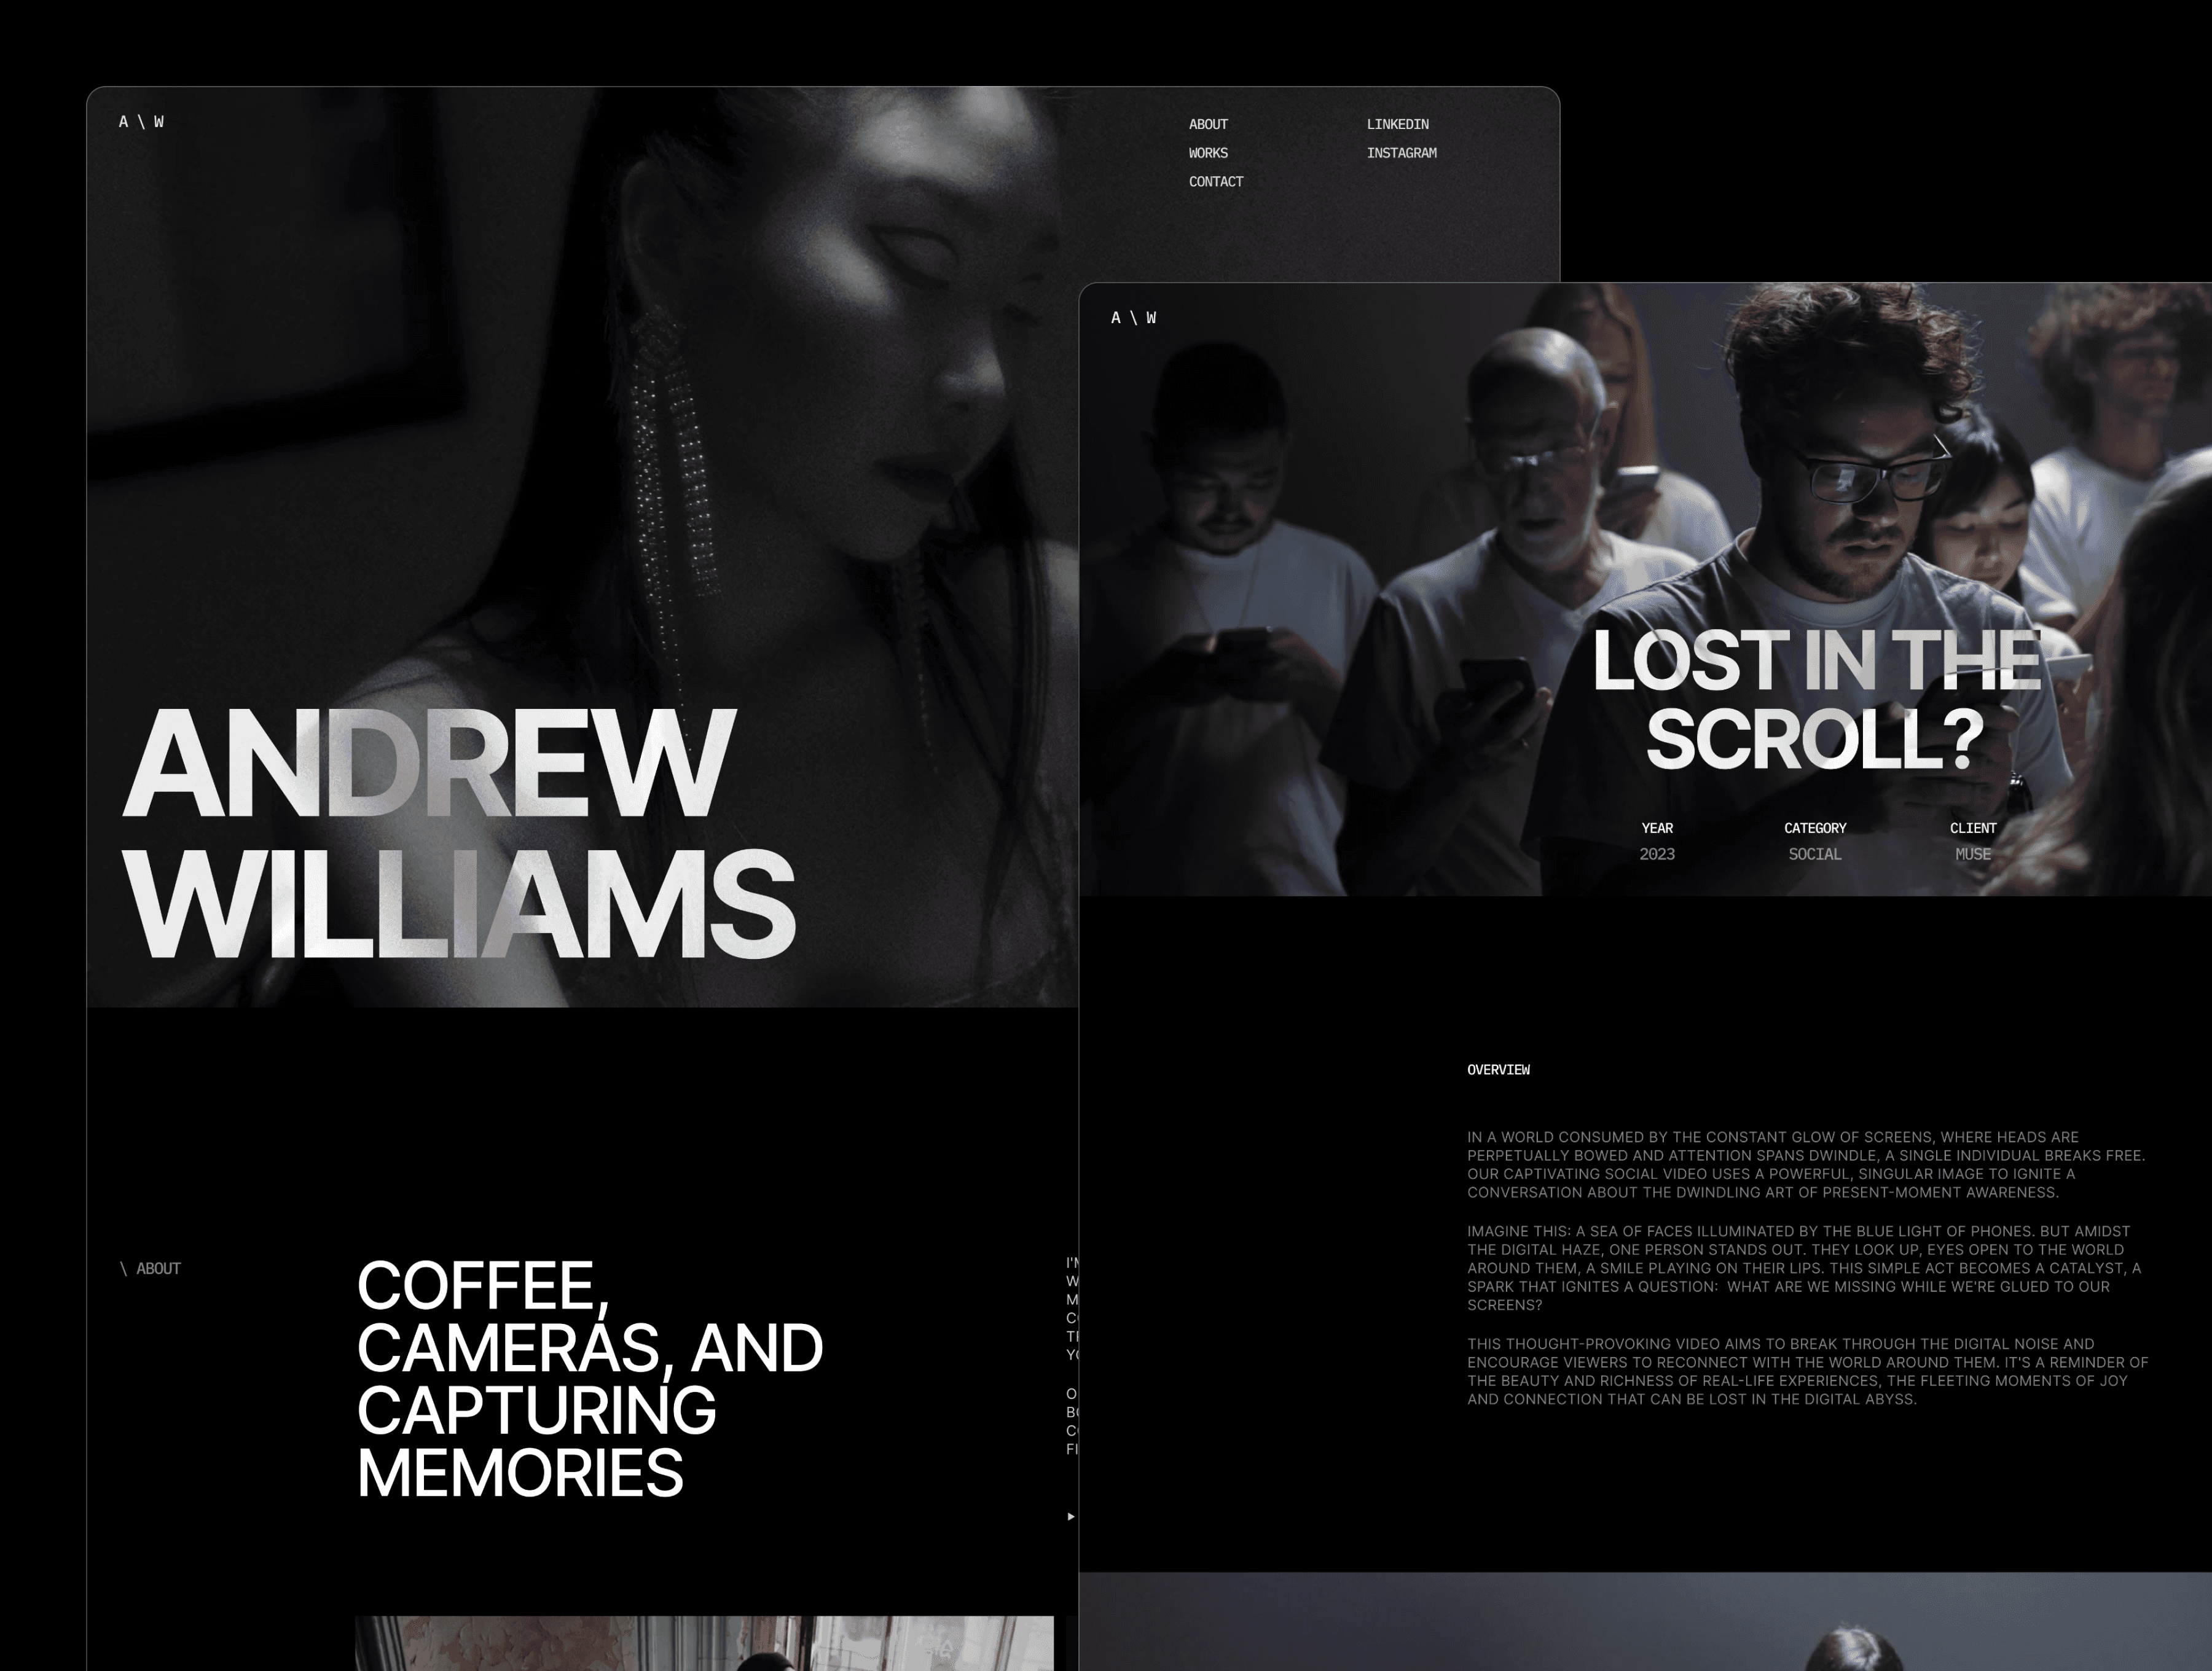 A \ W
ABOUT
WORKS
CONTACT
LINKEDIN
INSTAGRAM
ANDREW
WILLIAMS
\ ABOUT
COFFEE,
CAMERAS, AND
CAPTURING
MEMORIES
A \ W
LOST IN THE
SCROLL?
YEAR
2023
CATEGORY
SOCIAL
CLIENT
MUSE
OVERVIEW
IN A WORLD CONSUMED BY THE CONSTANT GLOW OF SCREENS, WHERE HEADS ARE
PERPETUALLY BOWED AND ATTENTION SPANS DWINDLE, A SINGLE INDIVIDUAL BREAKS FREE.
OUR CAPTIVATING SOCIAL VIDEO USES A POWERFUL, SINGULAR IMAGE TO IGNITE A
CONVERSATION ABOUT THE DWINDLING ART OF PRESENT-MOMENT AWARENESS.
IMAGINE THIS: A SEA OF FACES ILLUMINATED BY THE BLUE LIGHT OF PHONES. BUT AMIDST
THE DIGITAL HAZE, ONE PERSON STANDS OUT. THEY LOOK UP, EYES OPEN TO THE WORLD
AROUND THEM, A SMILE PLAYING ON THEIR LIPS. THIS SIMPLE ACT BECOMES A CATALYST, A
SPARK THAT IGNITES A QUESTION:  WHAT ARE WE MISSING WHILE WE'RE GLUED TO OUR
SCREENS?
THIS THOUGHT-PROVOKING VIDEO AIMS TO BREAK THROUGH THE DIGITAL NOISE AND
ENCOURAGE VIEWERS TO RECONNECT WITH THE WORLD AROUND THEM. IT'S A REMINDER OF
THE BEAUTY AND RICHNESS OF REAL-LIFE EXPERIENCES, THE FLEETING MOMENTS OF JOY
AND CONNECTION THAT CAN BE LOST IN THE DIGITAL ABYSS.